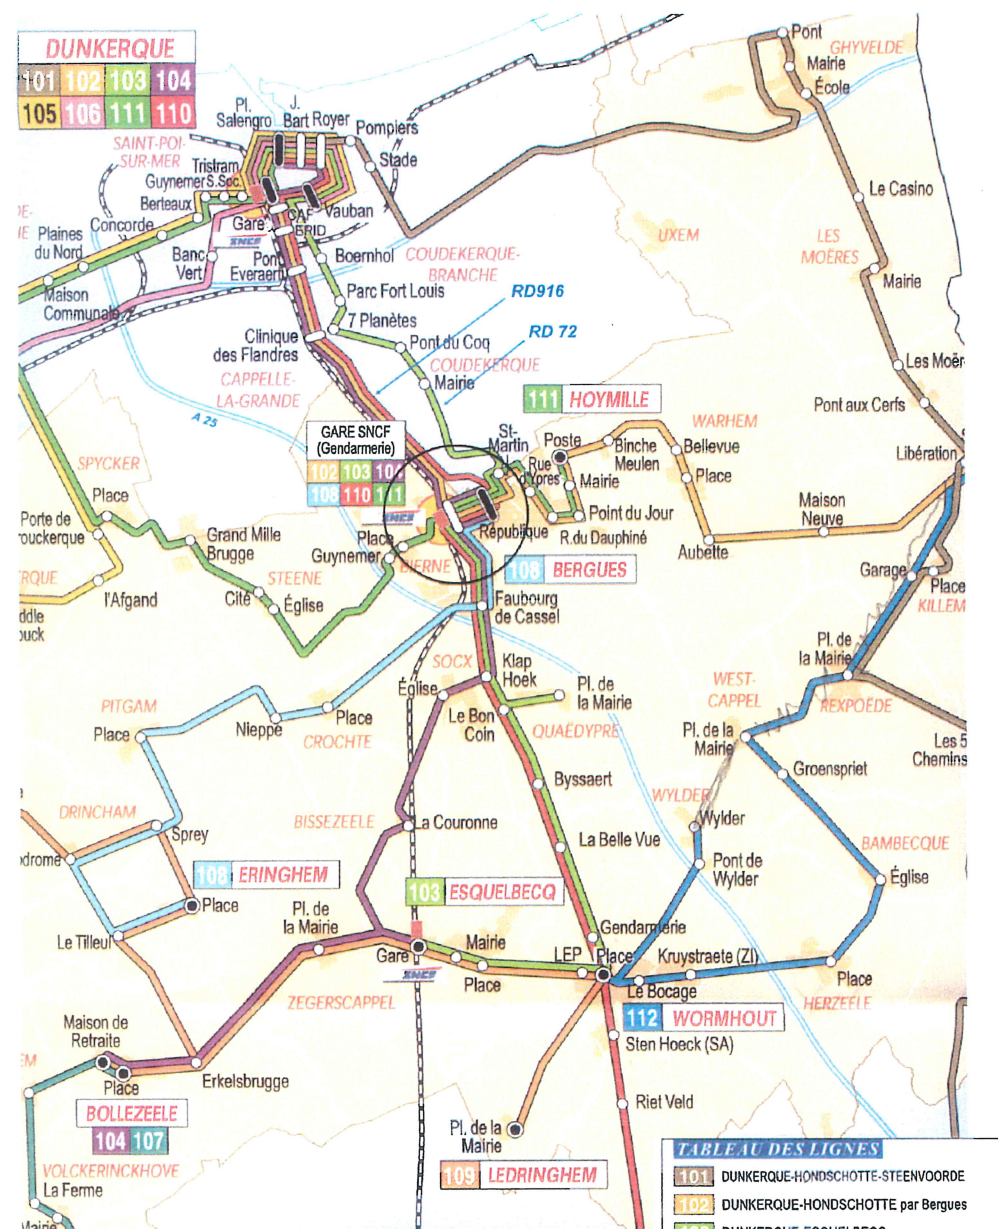 DUNKERQUE
101 102 103 104
105 106 111 110
Pont
GHYVELDE
Mairie
École
Pl.
Salengro
J.
Bart
Royer
Pompiers
Stade
SAINT-POL-
SUR-MER
Tristram
Guynemer
S.Soc.
Berteaux
Le Casino
Concorde
Gare
CAF
BRID
Vauban
Plaines
du Nord
SNCF
UXEM
LES
MOËRES
Banc
Vert
Pont
Everaert
Boernhol
COUDEKERQUE-
BRANCHE
Mairie
Maison
Communale
Parc Fort Louis
RD916
7 Planètes
RD 72
Clinique
des Flandres
Pont du Coq
COUDEKERQUE
Mairie
Les Moër
CAPPELLE-
LA-GRANDE
A 25
111 HOYMILLE
Pont aux Cerfs
GARE SNCF
(Gendarmerie)
102 103 104
108 110 111
St-
Martin
Poste
Binche
Meulen
WARHEM
Bellevue
Libération
SPYCKER
Rue
d'Ypres
Mairie
Place
Place
SNCF
République
Point du Jour
R.du Dauphiné
Maison
Neuve
Porte de
rouckerque
Grand Mille
Brugge
Place
Guynemer
BIERNE
Aubette
108 BERGUES
Garage
Place
KILLEM
ERQUE
l'Afgand
STEENE
Cité
Église
Faubourg
de Cassel
ddle
ouck
Pl. de
la Mairie
SOCX
Klap
Hoek
Église
Pl. de
la Mairie
WEST-
CAPPEL
REXPOËDE
PITGAM
Place
Nieppe
Place
CROCHTE
Le Bon
Coin
QUAËDYPRE
Pl. de la
Mairie
Les 5
Chemins
Groenspriet
Byssaert
WYLDER
Wylder
DRINCHAM
Sprey
BISSEZEELE
La Couronne
La Belle Vue
BAMBECQUE
odrome
Pont de
Wylder
108 ERINGHEM
103 ESQUELBECQ
Église
Place
Pl. de
la Mairie
Le Tilleul
Gendarmerie
Gare
Mairie
Place
LEP
Place
Kruystraete (ZI)
SNCF
Le Bocage
Place
HERZEELE
ZEGERSCAPPEL
112 WORMHOUT
Maison de
Retraite
Sten Hoeck (SA)
EM
Place
Erkelsbrugge
BOLLEZEELE
104 107
Riet Veld
Pl. de la
Mairie
VOLCKERINCKHOVE
La Ferme
109 LEDRINGHEM
Mairie
TABLEAU DES LIGNES
101 DUNKERQUE-HONDSCHOTTE-STEENVOORDE
102 DUNKERQUE-HONDSCHOTTE par Bergues